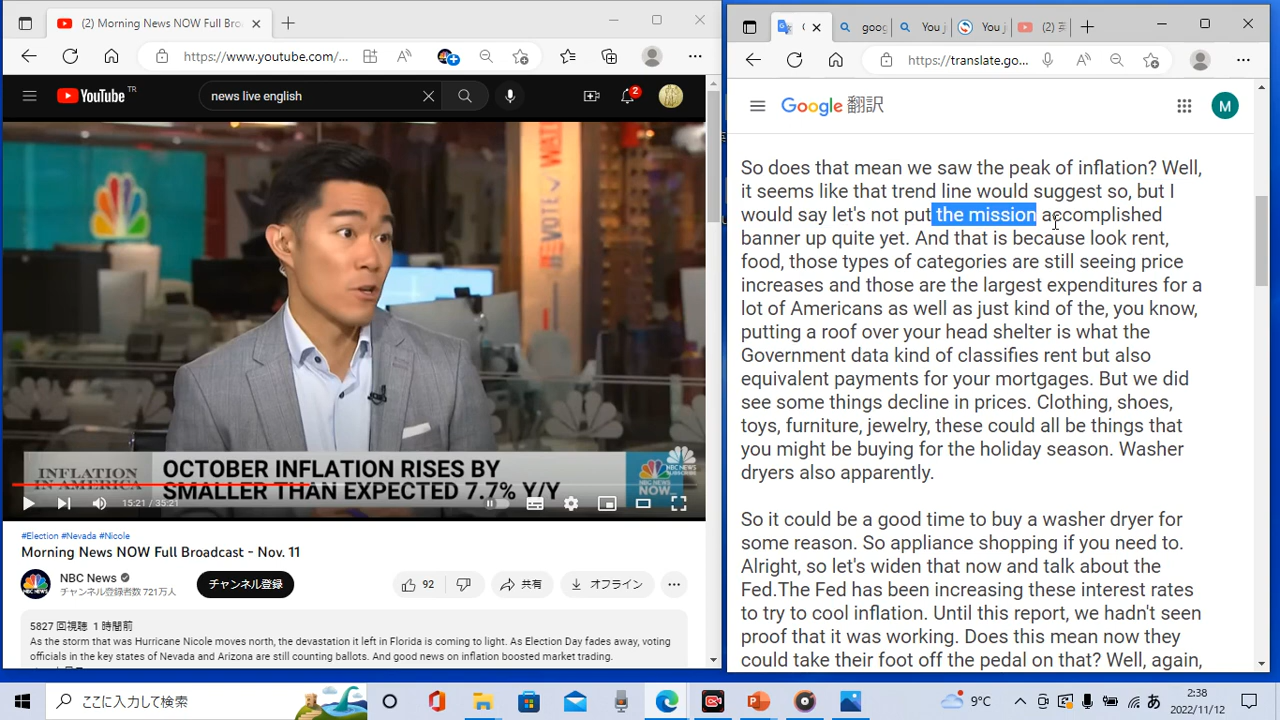 (2) Morning News NOW Full Broad
https://www.youtube.com/...
YouTube TR
news live english
2
REVOTE
WATE
INFLATION
IN AMERICA
OCTOBER INFLATION RISES BY
SMALLER THAN EXPECTED 7.7% Y/Y
NBC NEWS
NOW
15:21 / 35:21
#Election #Nevada #Nicole
Morning News NOW Full Broadcast - Nov. 11
NBC News
チャンネル登録者数 721万人
チャンネル登録
92
共有
オフライン
5827 回視聴 1 時間前
As the storm that was Hurricane Nicole moves north, the devastation it left in Florida is coming to light. As Election Day fades away, voting
officials in the key states of Nevada and Arizona are still counting ballots. And good news on inflation boosted market trading.
goog
You j
You j
(2)
https://translate.go...
Google 翻訳
M
So does that mean we saw the peak of inflation? Well,
it seems like that trend line would suggest so, but I
would say let's not put the mission accomplished
banner up quite yet. And that is because look rent,
food, those types of categories are still seeing price
increases and those are the largest expenditures for a
lot of Americans as well as just kind of the, you know,
putting a roof over your head shelter is what the
Government data kind of classifies rent but also
equivalent payments for your mortgages. But we did
see some things decline in prices. Clothing, shoes,
toys, furniture, jewelry, these could all be things that
you might be buying for the holiday season. Washer
dryers also apparently.
So it could be a good time to buy a washer dryer for
some reason. So appliance shopping if you need to.
Alright, so let's widen that now and talk about the
Fed.The Fed has been increasing these interest rates
to try to cool inflation. Until this report, we hadn't seen
proof that it was working. Does this mean now they
could take their foot off the pedal on that? Well, again,
ここに入力して検索
9°C
あ
2:38
2022/11/12